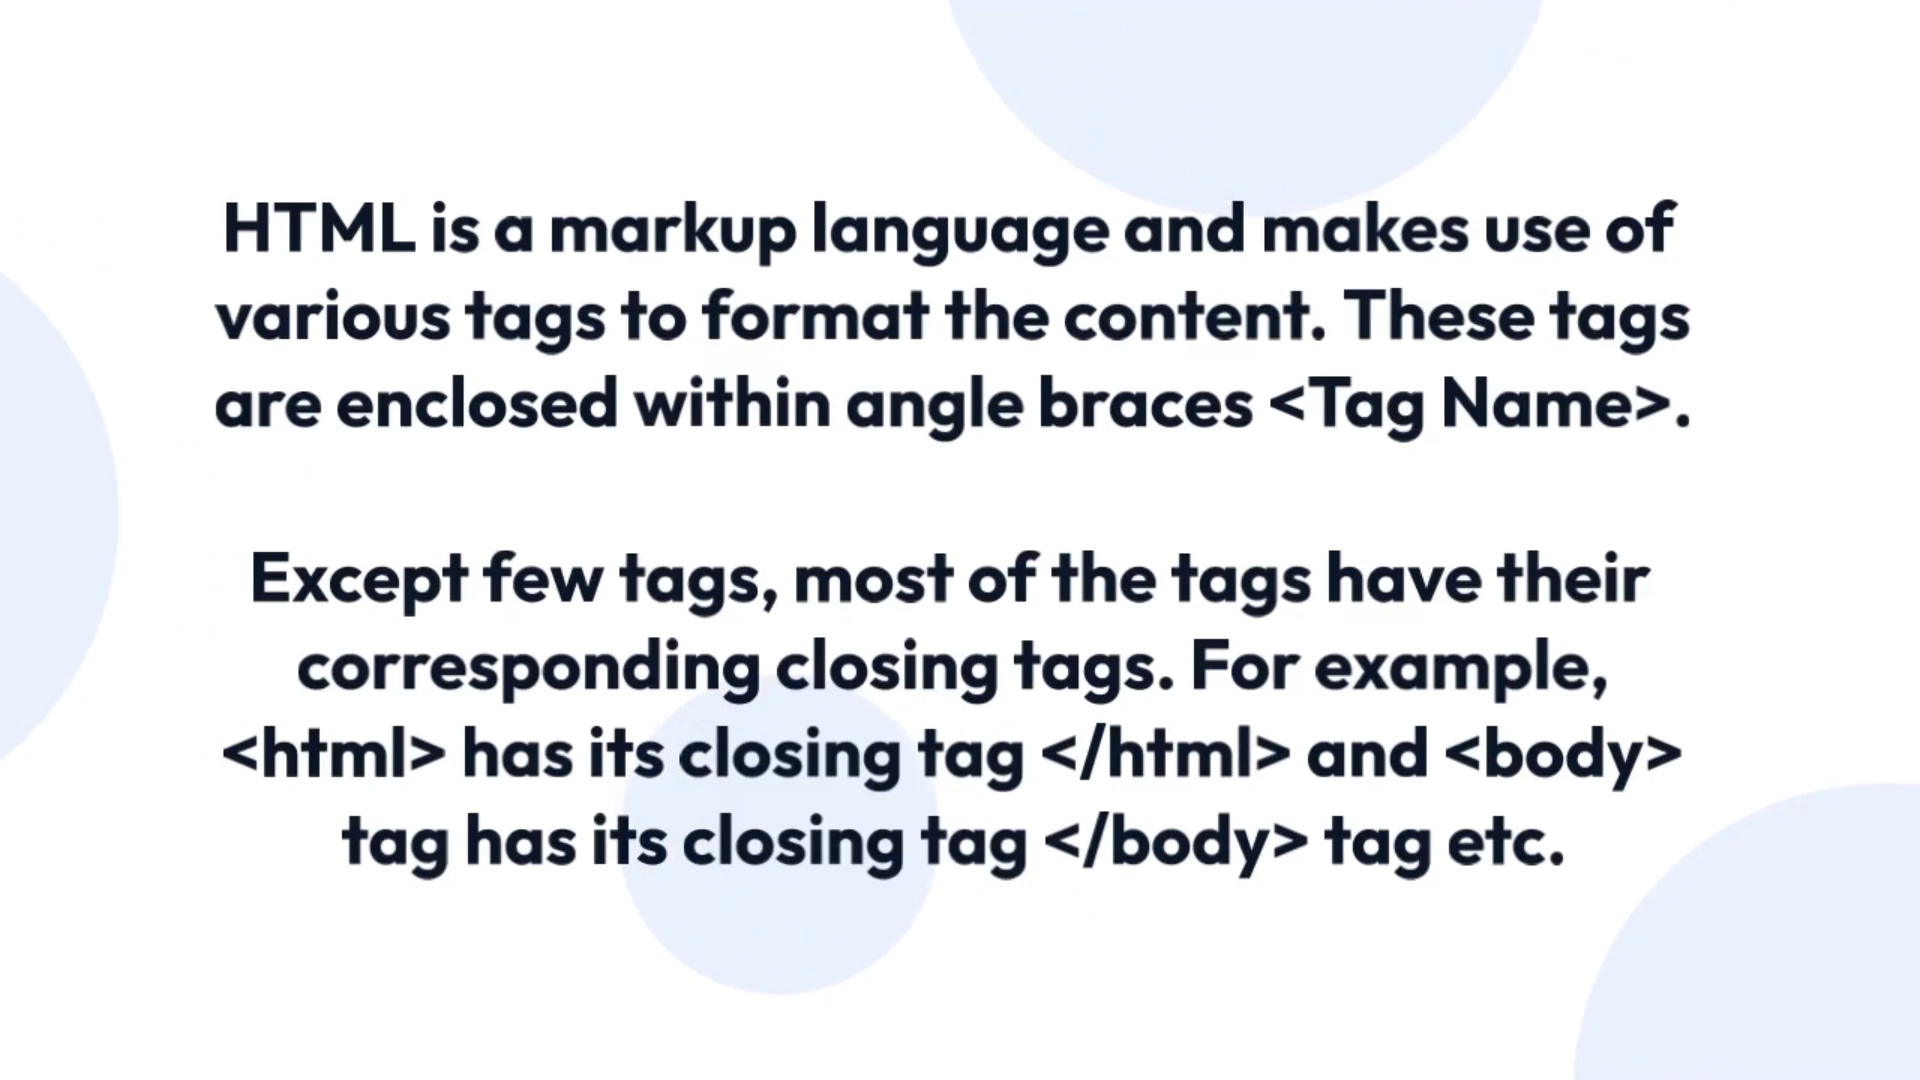 HTML is a markup language and makes use of
various tags to format the content. These tags
are enclosed within angle braces <Tag Name>.
Except few tags, most of the tags have their
corresponding closing tags. For example,
<html> has its closing tag </html> and <body>
tag has its closing tag </body> tag etc.